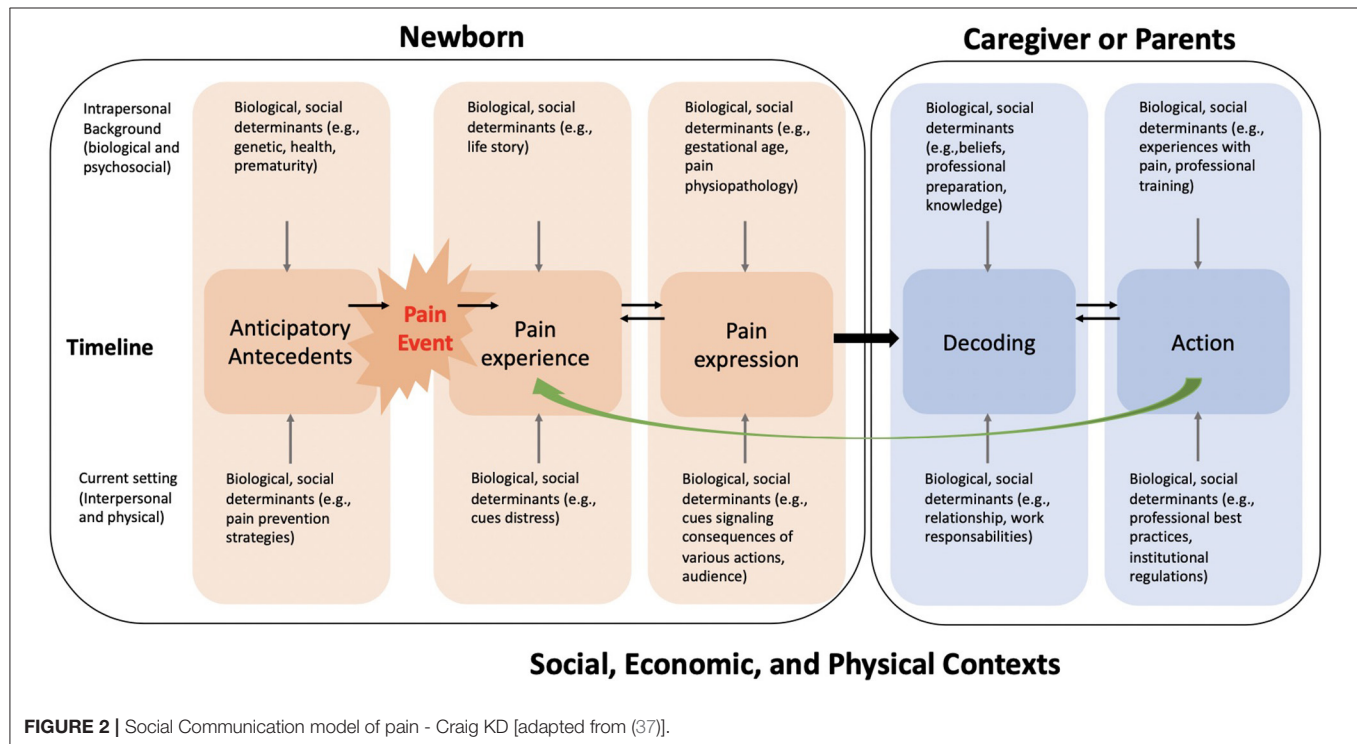 Newborn
Caregiver or Parents
Intrapersonal
Background
(biological and
psychosocial)
Biological, social
determinants (e.g.,
genetic, health,
prematurity)
Biological, social
determinants (e.g.,
life story)
Biological, social
determinants (e.g.,
gestational age,
pain
physiopathology)
Biological, social
determinants
(e.g.,beliefs,
professional
preparation,
knowledge)
Biological, social
determinants (e.g.,
experiences with
pain, professional
training)
Timeline
Anticipatory
Antecedents
Pain
Event
Pain
experience
Pain
expression
Decoding
Action
Current setting
(Interpersonal
and physical)
Biological, social
determinants (e.g.,
pain prevention
strategies)
Biological, social
determinants (e.g.,
cues distress)
Biological, social
determinants (e.g.,
cues signaling
consequences of
various actions,
audience)
Biological, social
determinants (e.g.,
relationship, work
responsabilities)
Biological, social
determinants (e.g.,
professional best
practices,
institutional
regulations)
Social, Economic, and Physical Contexts
FIGURE 2 | Social Communication model of pain - Craig KD [adapted from (37)].